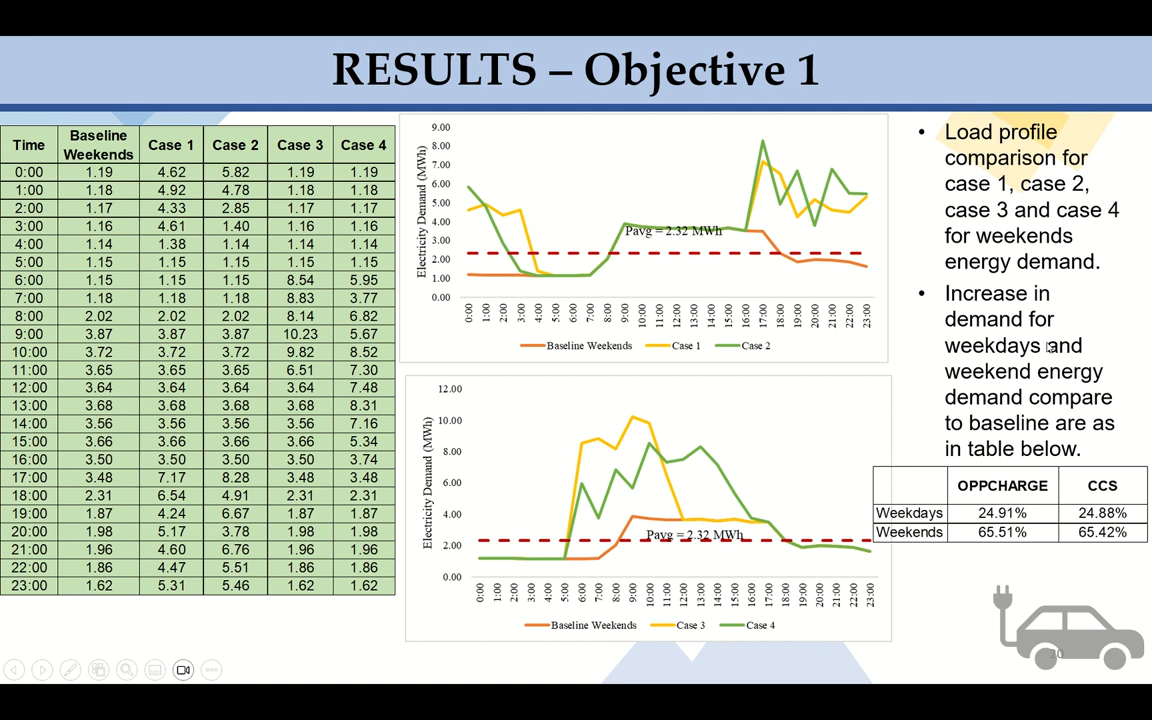 RESULTS – Objective 1
Time Baseline Weekends Case 1 Case 2 Case 3 Case 4
0:00 1.19 4.62 5.82 1.19 1.19
1:00 1.18 4.92 4.78 1.18 1.18
2:00 1.17 4.33 2.85 1.17 1.17
3:00 1.16 4.61 1.40 1.16 1.16
4:00 1.14 1.38 1.14 1.14 1.14
5:00 1.15 1.15 1.15 1.15 1.15
6:00 1.15 1.15 1.15 8.54 5.95
7:00 1.18 1.18 1.18 8.83 3.77
8:00 2.02 2.02 2.02 8.14 6.82
9:00 3.87 3.87 3.87 10.23 5.67
10:00 3.72 3.72 3.72 9.82 8.52
11:00 3.65 3.65 3.65 6.51 7.30
12:00 3.64 3.64 3.64 3.64 7.48
13:00 3.68 3.68 3.68 3.68 8.31
14:00 3.56 3.56 3.56 3.56 7.16
15:00 3.66 3.66 3.66 3.66 5.34
16:00 3.50 3.50 3.50 3.50 3.74
17:00 3.48 7.17 8.28 3.48 3.48
18:00 2.31 6.54 4.91 2.31 2.31
19:00 1.87 4.24 6.67 1.87 1.87
20:00 1.98 5.17 3.78 1.98 1.98
21:00 1.96 4.60 6.76 1.96 1.96
22:00 1.86 4.47 5.51 1.86 1.86
23:00 1.62 5.31 5.46 1.62 1.62
Electricity Demand (MWh)
9.00
8.00
7.00
6.00
5.00
4.00
3.00
2.00
1.00
0.00
Pavg = 2.32 MWh
0:00 1:00 2:00 3:00 4:00 5:00 6:00 7:00 8:00 9:00 10:00 11:00 12:00 13:00 14:00 15:00 16:00 17:00 18:00 19:00 20:00 21:00 22:00 23:00
Baseline Weekends Case 1 Case 2
Electricity Demand (MWh)
12.00
10.00
8.00
6.00
4.00
2.00
0.00
Pavg = 2.32 MWh
0:00 1:00 2:00 3:00 4:00 5:00 6:00 7:00 8:00 9:00 10:00 11:00 12:00 13:00 14:00 15:00 16:00 17:00 18:00 19:00 20:00 21:00 22:00 23:00
Baseline Weekends Case 3 Case 4
• Load profile
comparison for
case 1, case 2,
case 3 and case 4
for weekends
energy demand.
• Increase in
demand for
weekdays and
weekend energy
demand compare
to baseline are as
in table below.
OPPCHARGE CCS
Weekdays 24.91% 24.88%
Weekends 65.51% 65.42%
20